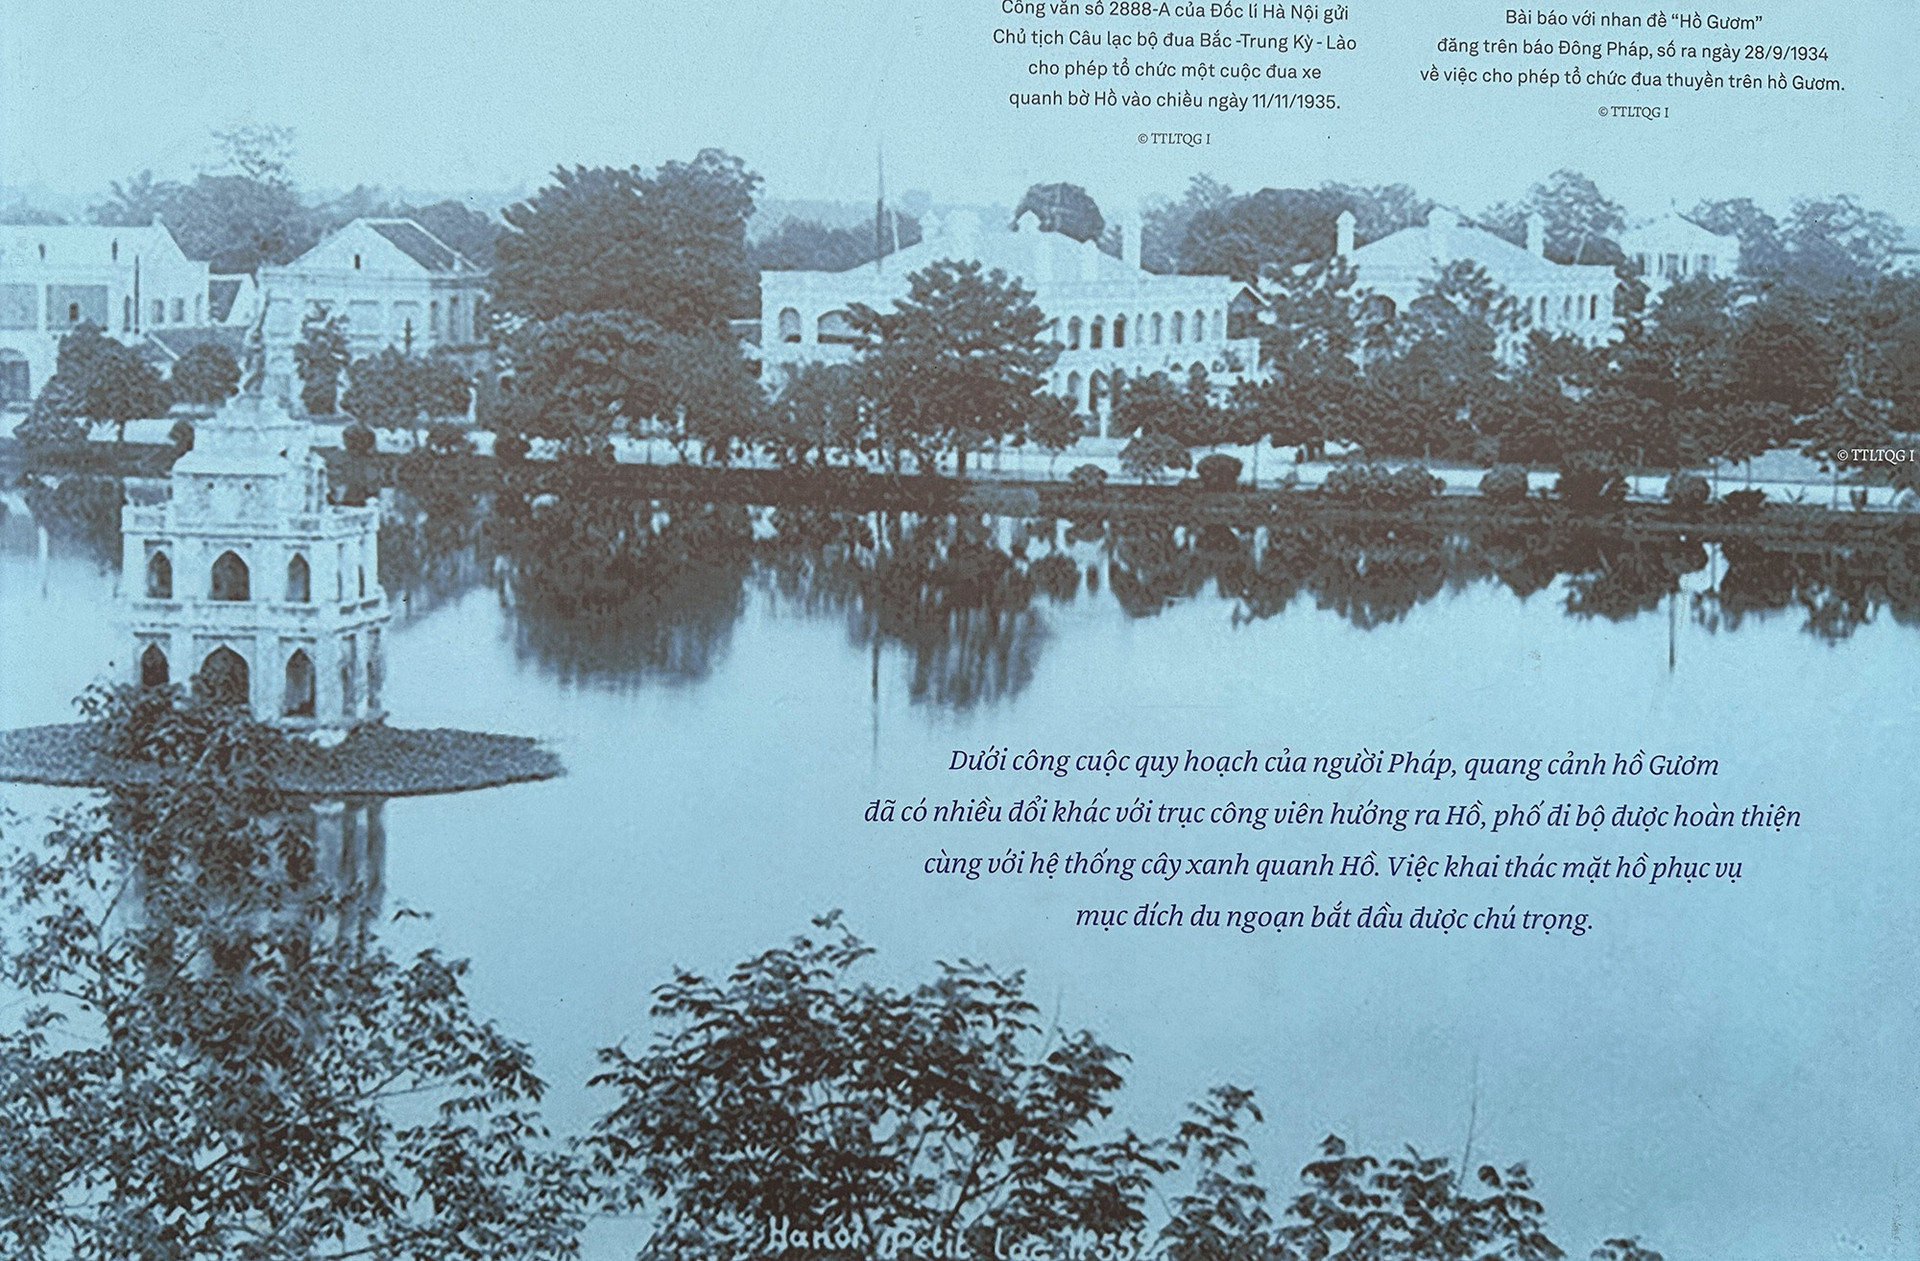 Công văn số 2888-A của Đốc lí Hà Nội gửi
Chủ tịch Câu lạc bộ đua Bắc -Trung Kỳ - Lào
cho phép tổ chức một cuộc đua xe
quanh bờ Hồ vào chiều ngày 11/11/1935.
© TTLTQG I
Bài báo với nhan đề “Hồ Gươm”
đăng trên báo Đông Pháp, số ra ngày 28/9/1934
về việc cho phép tổ chức đua thuyền trên hồ Gươm.
© TTLTQG I
© TTLTQG I
Dưới công cuộc quy hoạch của người Pháp, quang cảnh hồ Gươm
đã có nhiều đổi khác với trục công viên hướng ra Hồ, phố đi bộ được hoàn thiện
cùng với hệ thống cây xanh quanh Hồ. Việc khai thác mặt hồ phục vụ
mục đích du ngoạn bắt đầu được chú trọng.
Hanoï Petit Lac